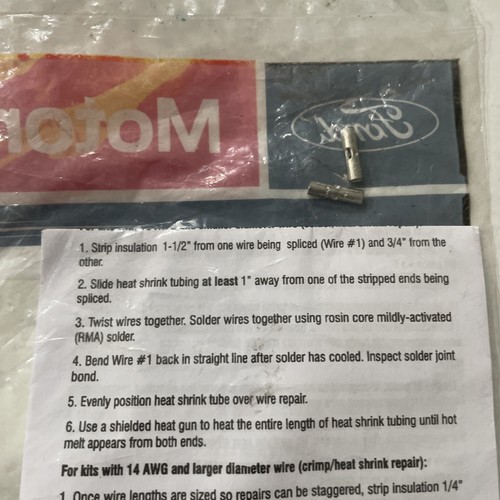 Motor
Ford
1. Strip insulation 1-1/2" from one wire being spliced (Wire #1) and 3/4" from the
other.
2. Slide heat shrink tubing at least 1" away from one of the stripped ends being
spliced.
3. Twist wires together. Solder wires together using rosin core mildly-activated
(RMA) solder.
4. Bend Wire #1 back in straight line after solder has cooled. Inspect solder joint
bond.
5. Evenly position heat shrink tube over wire repair.
6. Use a shielded heat gun to heat the entire length of heat shrink tubing until hot
melt appears from both ends.
For kits with 14 AWG and larger diameter wire (crimp/heat shrink repair):
1. Once wire lengths are sized so repairs can be staggered, strip insulation 1/4"